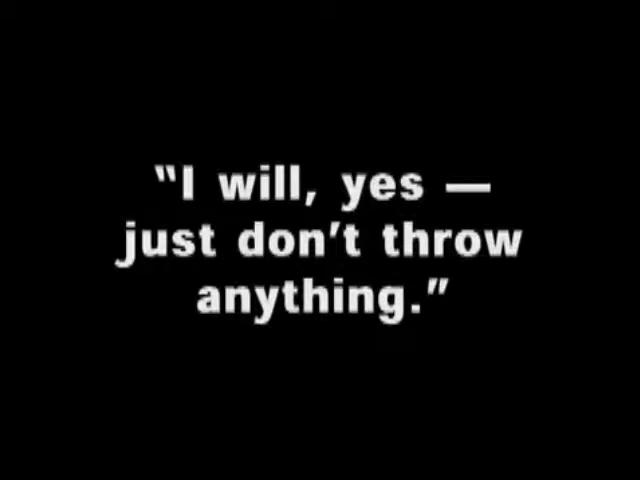 “I will, yes —
just don’t throw
anything.”